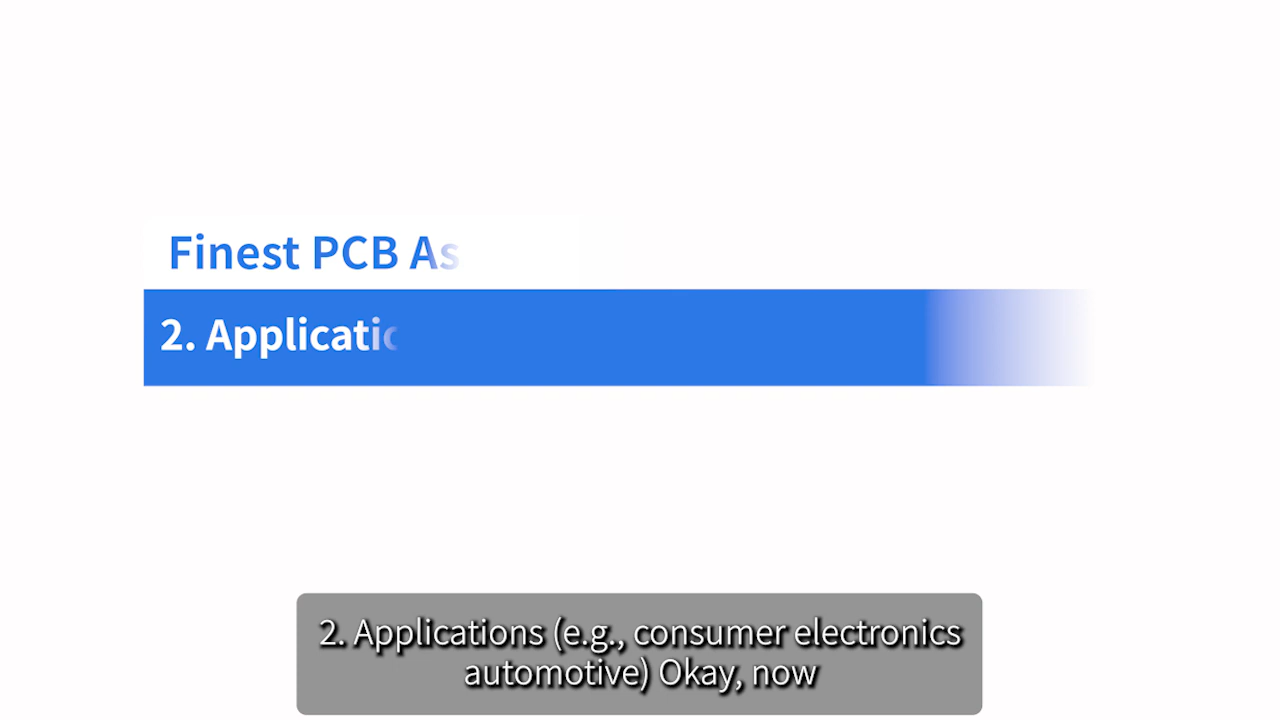 Finest PCB As
2. Applicatic
2. Applications (e.g., consumer electronics
automotive) Okay, now